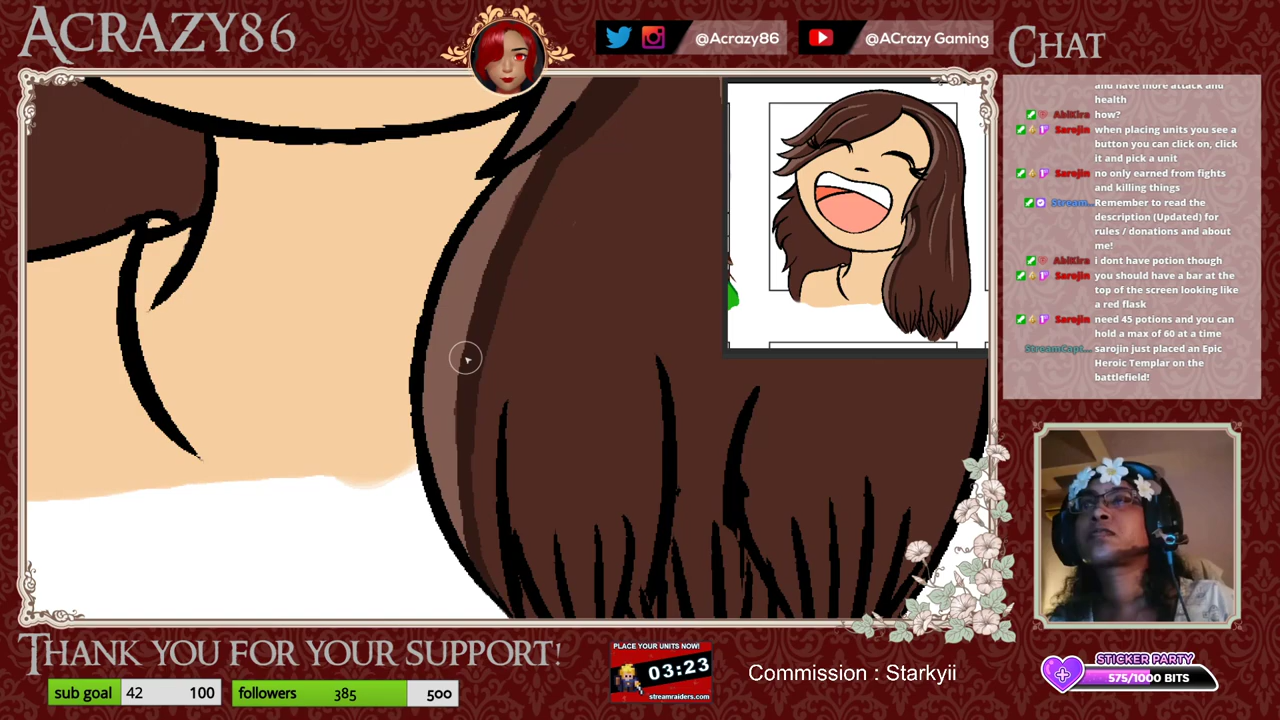 ACRAZY86
@Acrazy86
@ACrazy Gaming
CHAT
and have more attack and
health
AbiKira how?
Sarojin when placing units you see a
button you can click on, click
it and pick a unit
Sarojin no only earned from fights
and killing things
Stream... Remember to read the
description (Updated) for
rules / donations and about
me!
AbiKira i dont have potion though
Sarojin you should have a bar at the
top of the screen looking like
a red flask
Sarojin need 45 potions and you can
hold a max of 60 at a time
StreamCapt... sarojin just placed an Epic
Heroic Templar on the
battlefield!
THANK YOU FOR YOUR SUPPORT!
sub goal 42 100
followers 385 500
PLACE YOUR UNITS NOW!
03:23
streamraiders.com
Commission : Starkyii
STICKER PARTY
575/1000 BITS